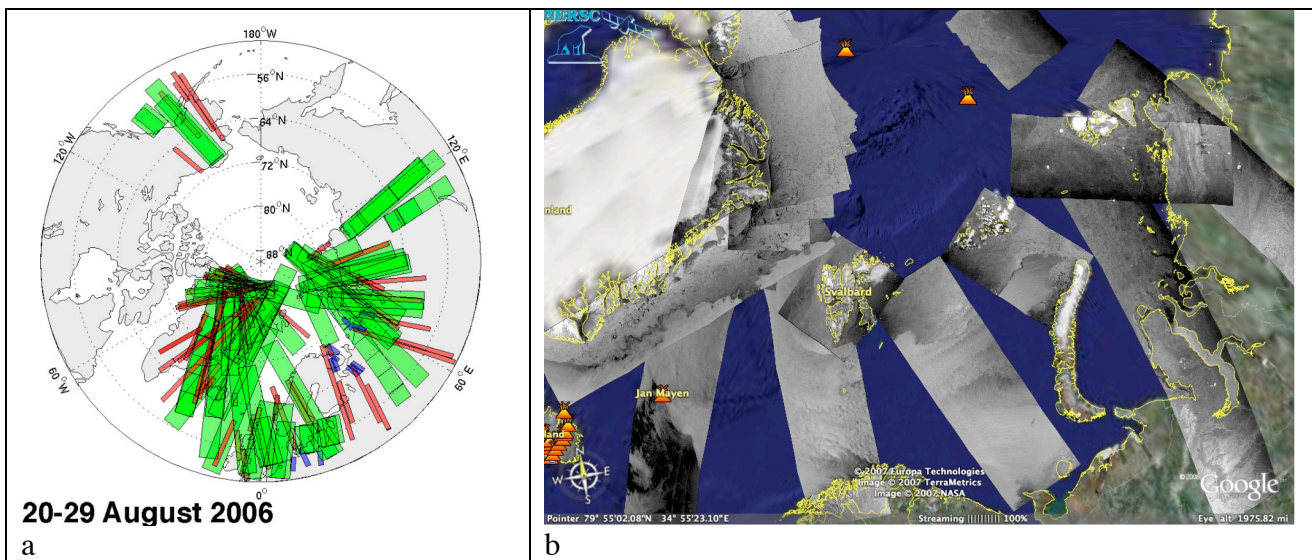 180°W
56°N
64°N
72°N
80°N
88°N
120°W
120°E
60°W
60°E
0°
20-29 August 2006
a
NERSC
nland
Svalbard
Jan Mayen
land
N
W E
S
© 2007 Europa Technologies
Image © 2007 TerraMetrics
Image © 2007 NASA
©2006 Google
Pointer 79° 55'02.08"N 34° 55'23.10"E
Streaming |||||||||| 100%
Eye alt 1975.82 mi
b